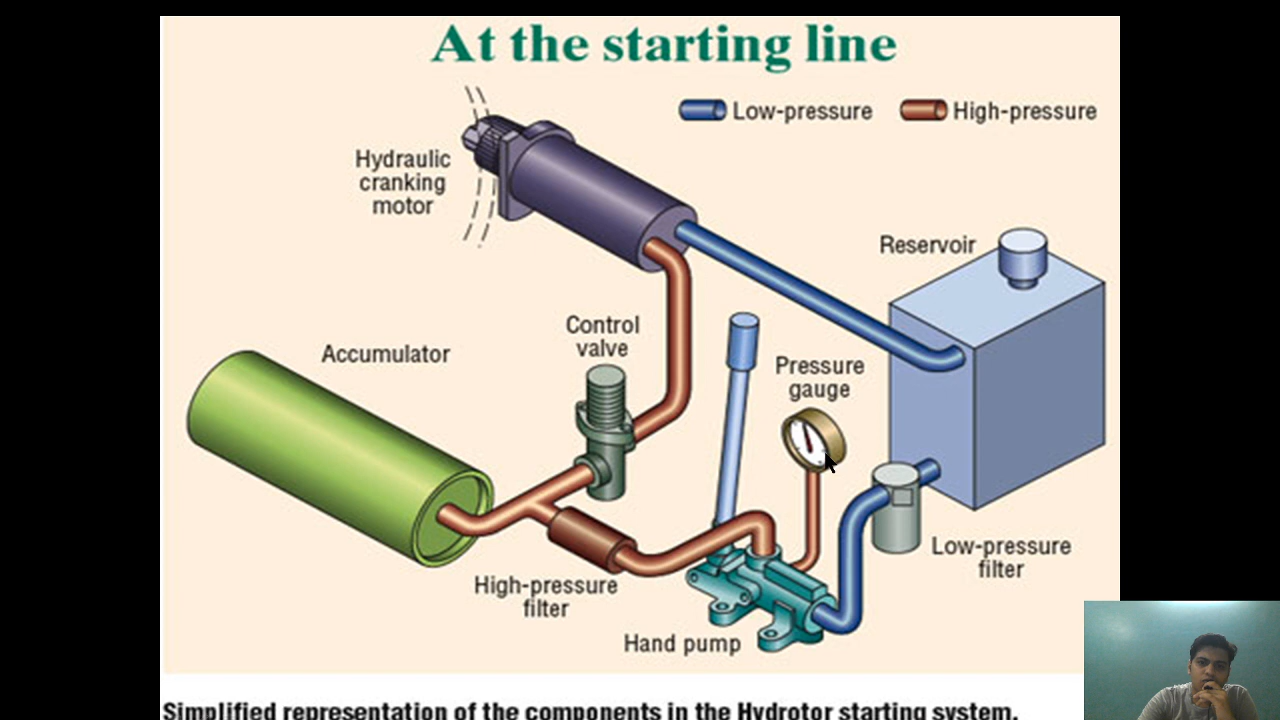 At the starting line
Low-pressure
High-pressure
Hydraulic
cranking
motor
Reservoir
Control
valve
Accumulator
Pressure
gauge
Low-pressure
filter
High-pressure
filter
Hand pump
Simplified representation of the components in the Hydrotor starting system.